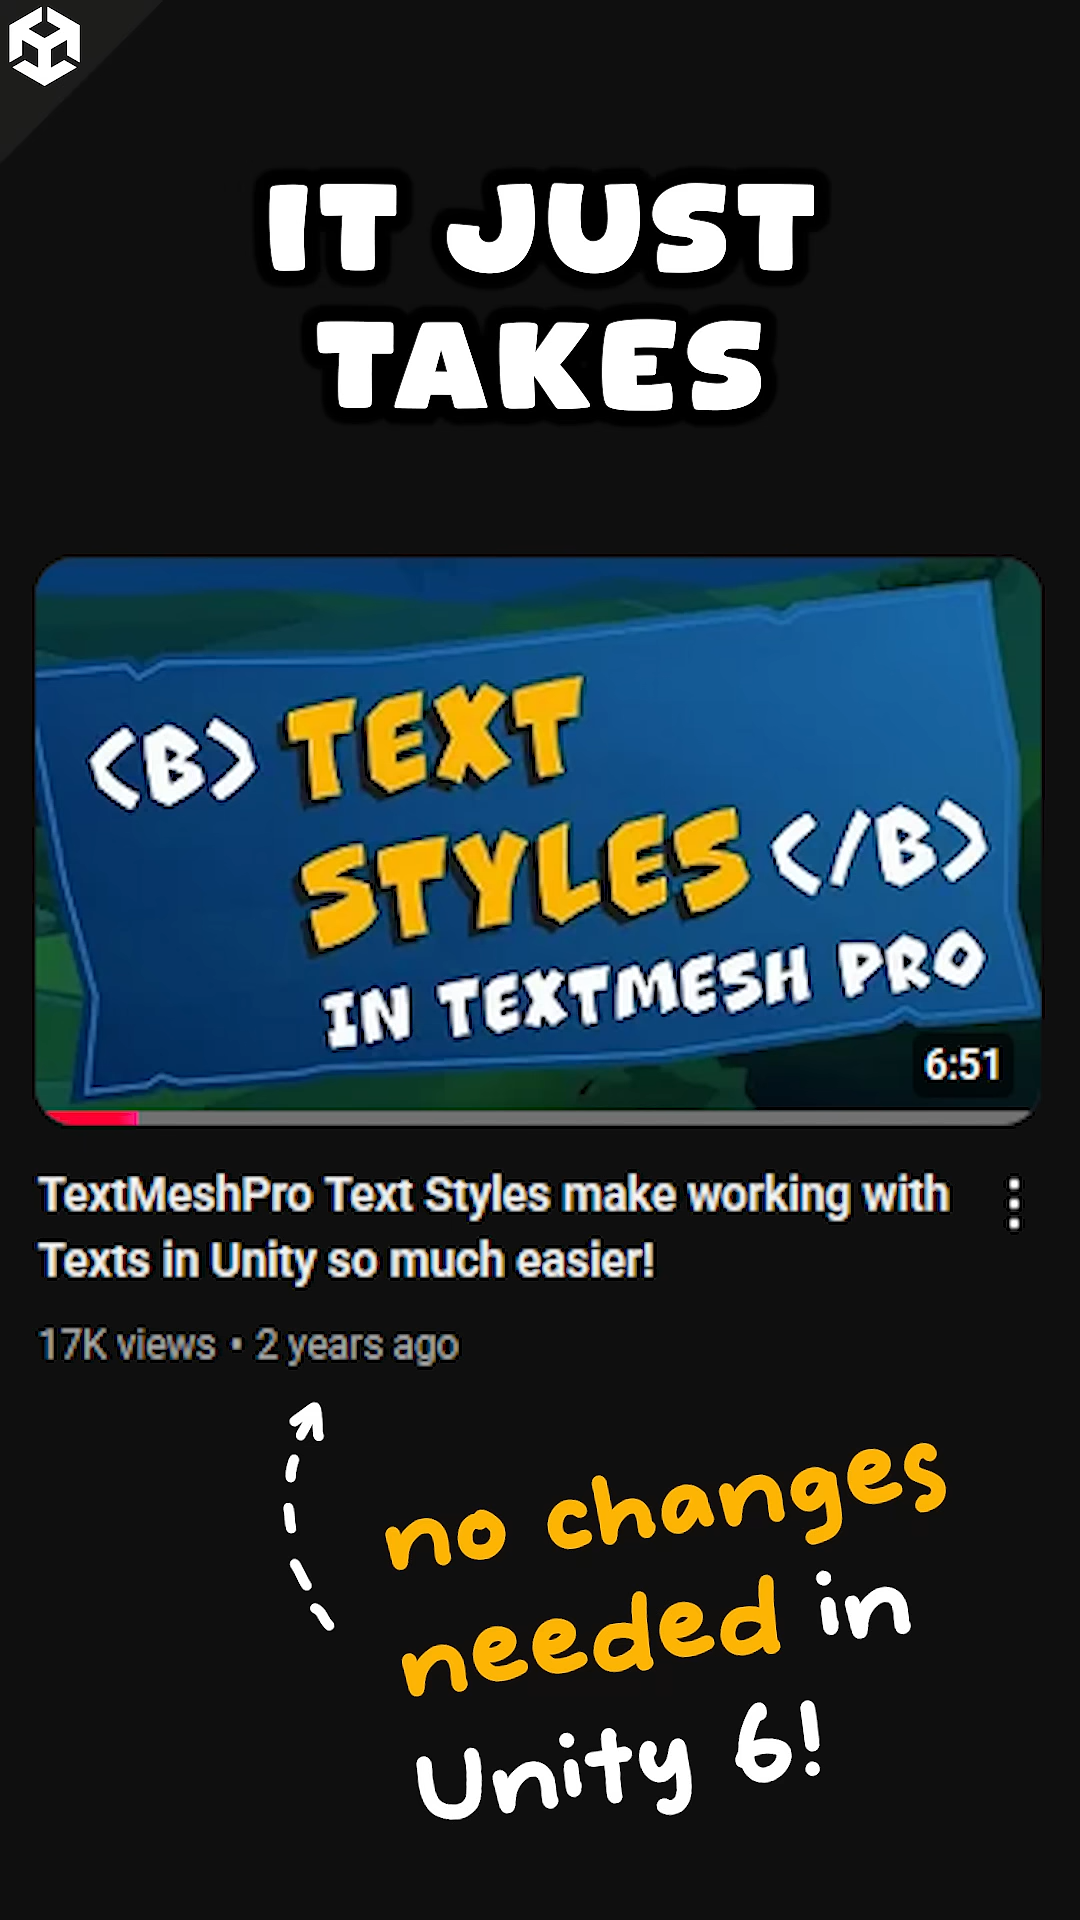 IT JUST
TAKES
<B> TEXT
STYLES </B>
IN TEXTMESH PRO
6:51
TextMeshPro Text Styles make working with
Texts in Unity so much easier!
17K views • 2 years ago
no changes
needed in
Unity 6!